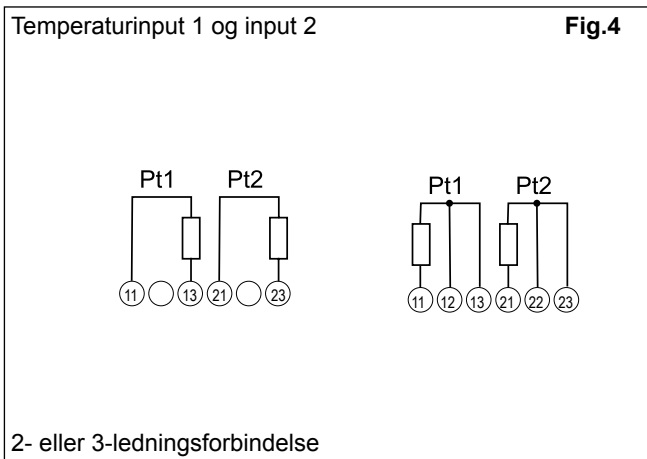 Temperaturinput 1 og input 2 Fig.4
Pt1 Pt2 Pt1 Pt2
11 13 21 23 11 12 13 21 22 23
2- eller 3-ledningsforbindelse